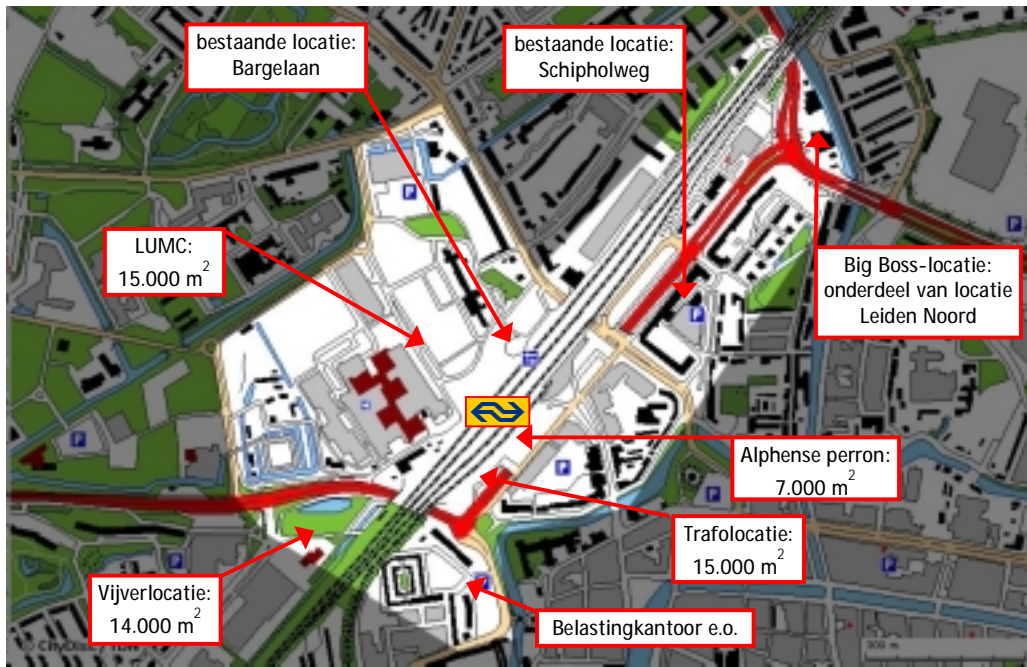 bestaande locatie:
Bargelaan
bestaande locatie:
Schipholweg
LUMC:
15.000 m²
Big Boss-locatie:
onderdeel van locatie
Leiden Noord
Alphense perron:
7.000 m²
Trafolocatie:
15.000 m²
Vijverlocatie:
14.000 m²
Belastingkantoor e.o.
P
P
P
P
P
P
P
P
300 m